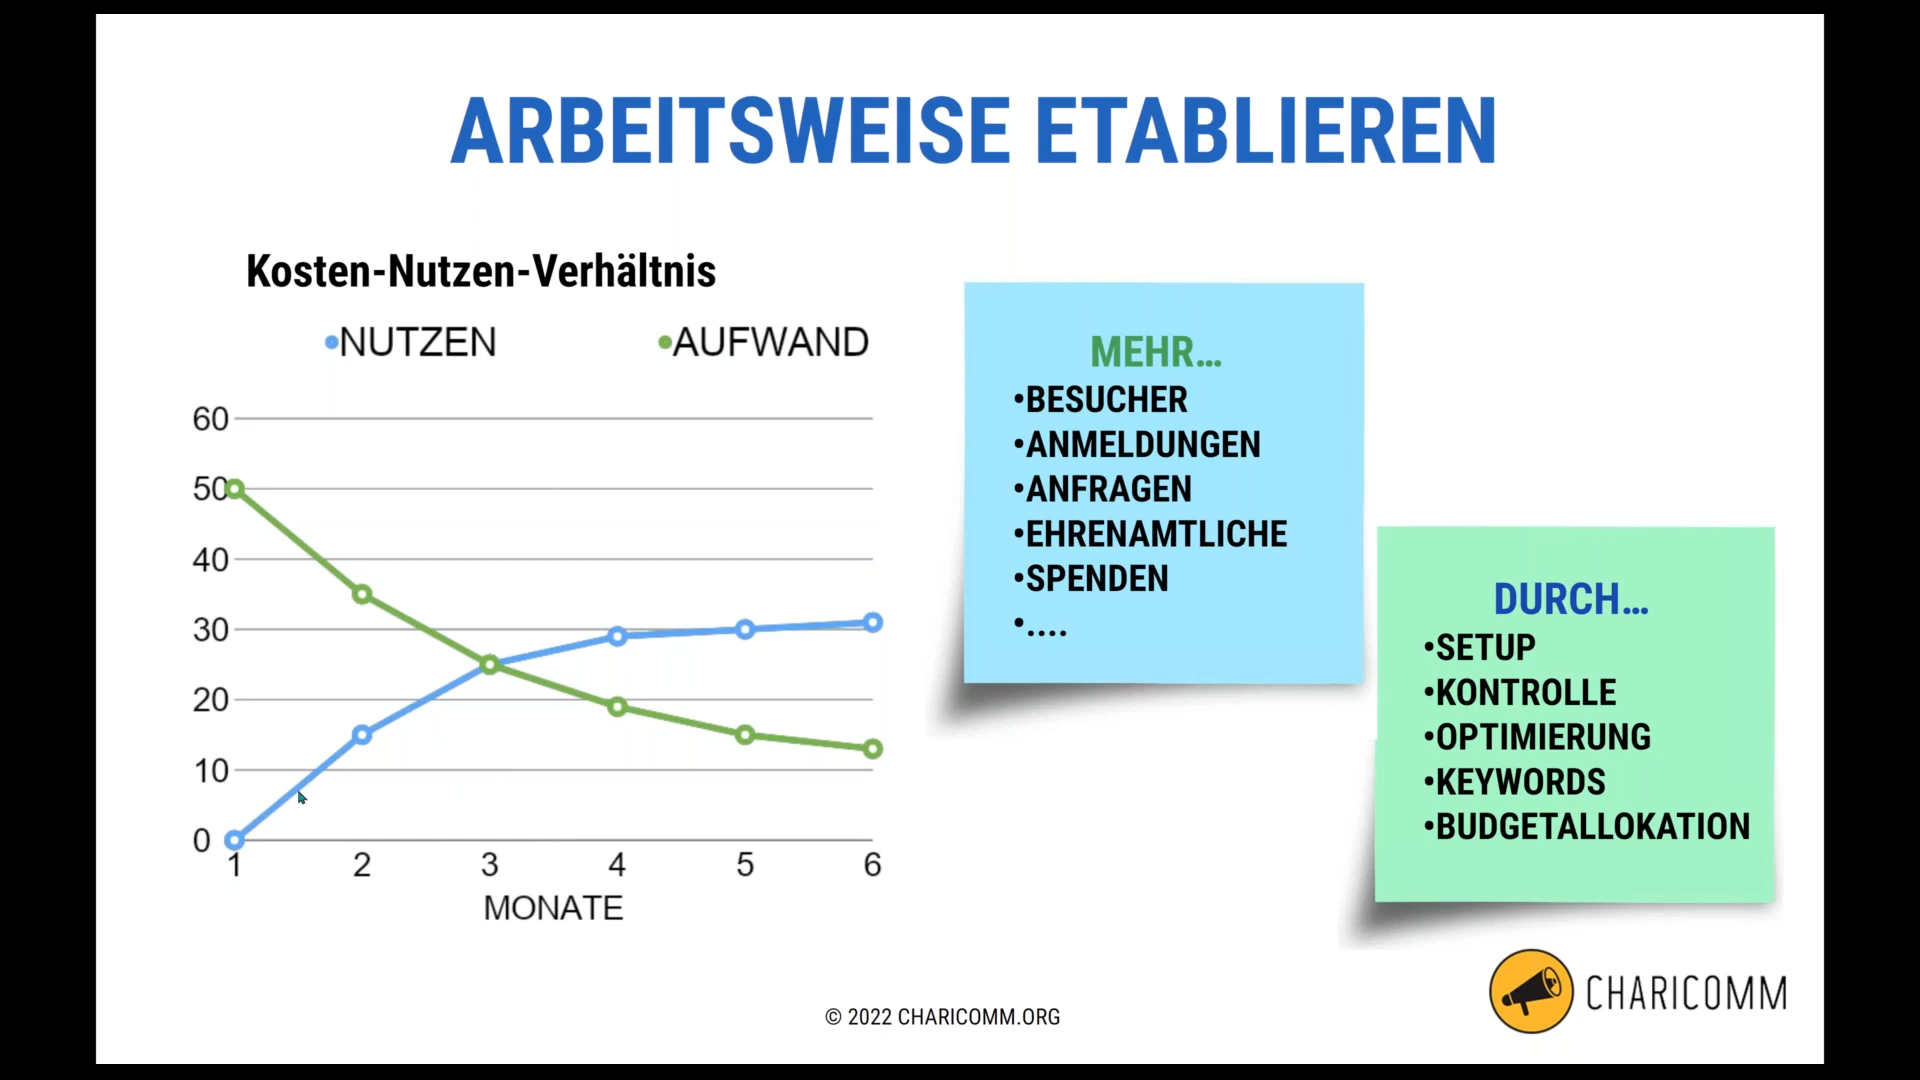 ARBEITSWEISE ETABLIEREN
Kosten-Nutzen-Verhältnis
•NUTZEN •AUFWAND
60
50
40
30
20
10
0
1 2 3 4 5 6
MONATE
MEHR...
•BESUCHER
•ANMELDUNGEN
•ANFRAGEN
•EHRENAMTLICHE
•SPENDEN
•....
DURCH...
•SETUP
•KONTROLLE
•OPTIMIERUNG
•KEYWORDS
•BUDGETALLOKATION
CHARICOMM
© 2022 CHARICOMM.ORG